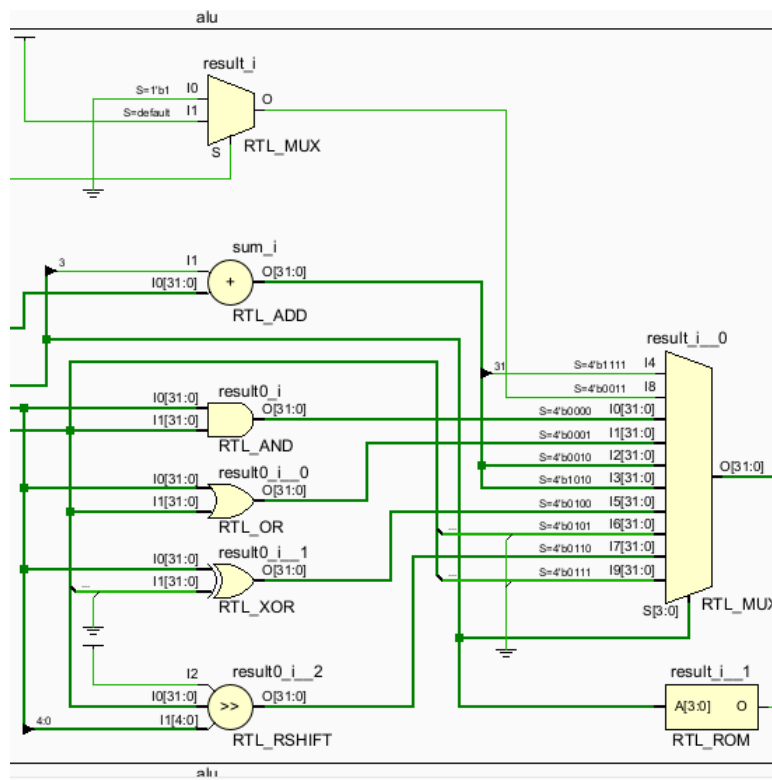 alu
result_i
S=1'b1 I0
S=default I1
O
S
RTL_MUX
sum_i
3
I1
I0[31:0]
+
O[31:0]
RTL_ADD
result_i__0
31
S=4'b1111 I4
S=4'b0011 I8
S=4'b0000 I0[31:0]
S=4'b0001 I1[31:0]
S=4'b0010 I2[31:0]
S=4'b1010 I3[31:0]
S=4'b0100 I5[31:0]
... S=4'b0101 I6[31:0]
S=4'b0110 I7[31:0]
... S=4'b0111 I9[31:0]
O[31:0]
S[3:0]
RTL_MUX
result0_i
I0[31:0]
I1[31:0]
O[31:0]
RTL_AND
result0_i__0
I0[31:0]
I1[31:0]
O[31:0]
RTL_OR
result0_i__1
I0[31:0]
... I1[31:0]
O[31:0]
RTL_XOR
result0_i__2
I2
I0[31:0]
4:0 I1[4:0]
>>
O[31:0]
RTL_RSHIFT
result_i__1
A[3:0] O
RTL_ROM
alu